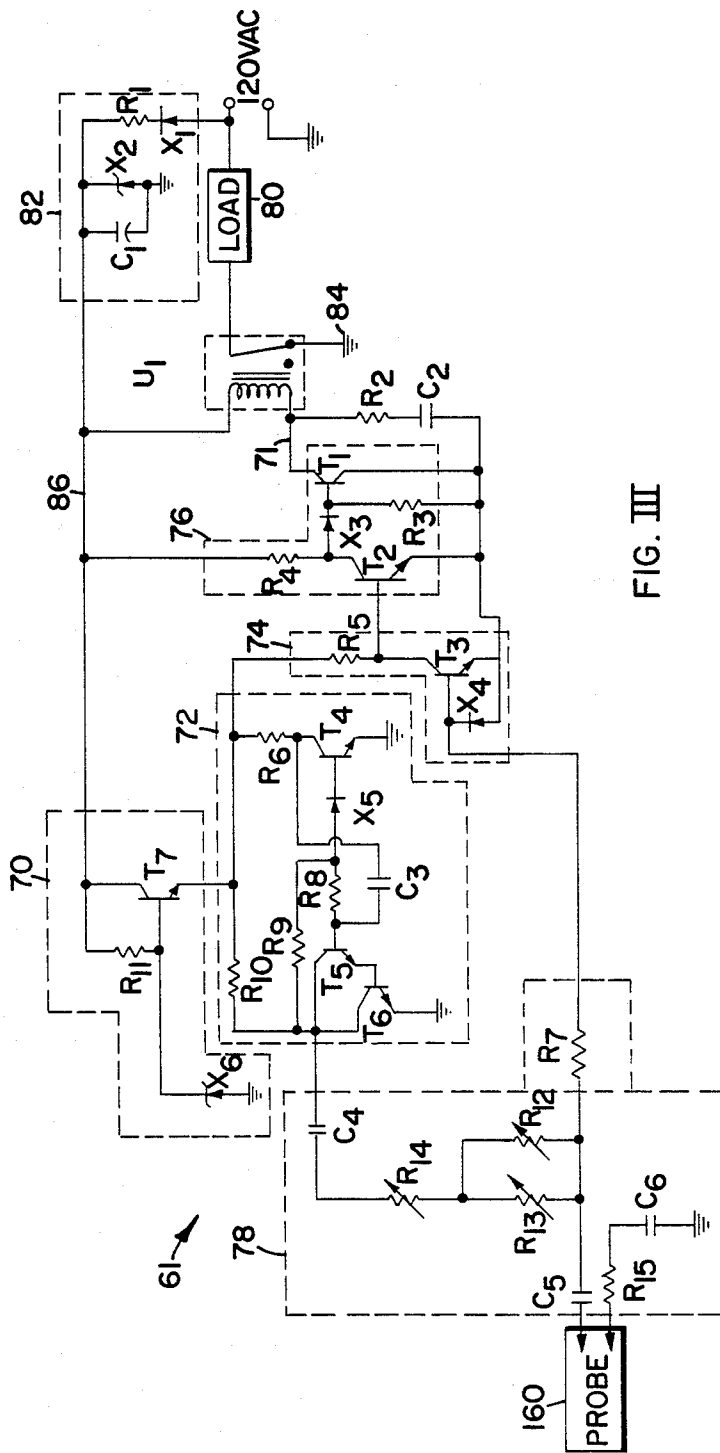 82
R1
X2
X1
C1
120VAC
LOAD
80
84
U1
86
71
R2
C2
76
T1
X3
R3
R4
T2
74
R5
T3
X4
72
R6
T4
X5
R8
C3
R9
R10
T5
T6
70
T7
R11
X6
61
78
C4
R14
R12
R13
R7
C5
C6
R15
160
PROBE
FIG. III